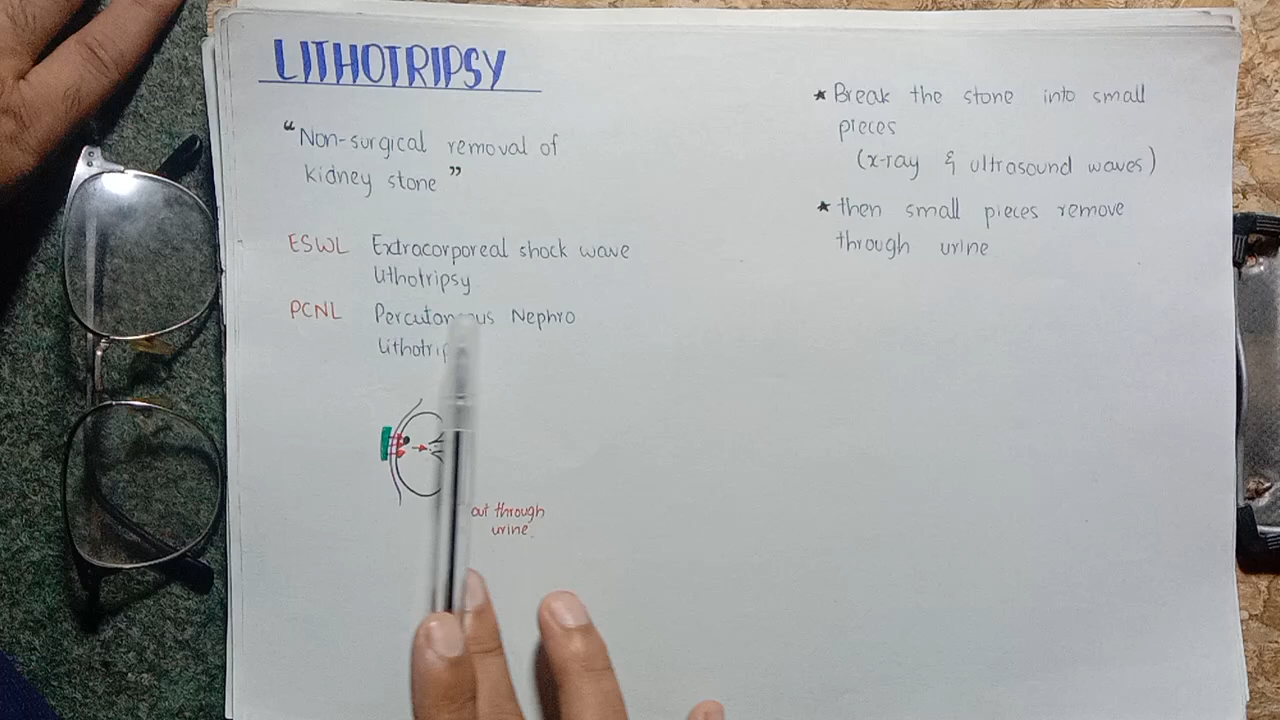 LITHOTRIPSY
"Non-surgical removal of
kidney stone"
ESWL Extracorporeal shock wave
lithotripsy
PCNL Nephro
out through
urine
★ Break the stone into small
pieces
(x-ray & ultrasound waves)
★ then small pieces remove
through urine